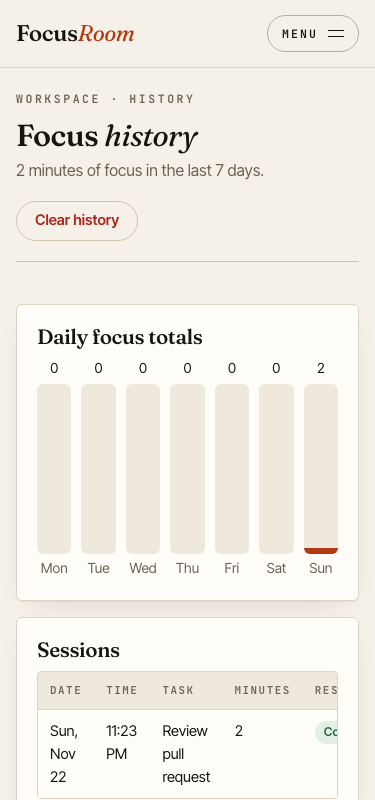 FocusRoom
MENU
WORKSPACE · HISTORY
Focus history
2 minutes of focus in the last 7 days.
Clear history
Daily focus totals
0 0 0 0 0 0 2
Mon Tue Wed Thu Fri Sat Sun
Sessions
DATE TIME TASK MINUTES RES
Sun, 11:23 Review 2 Co
Nov PM pull
22 request